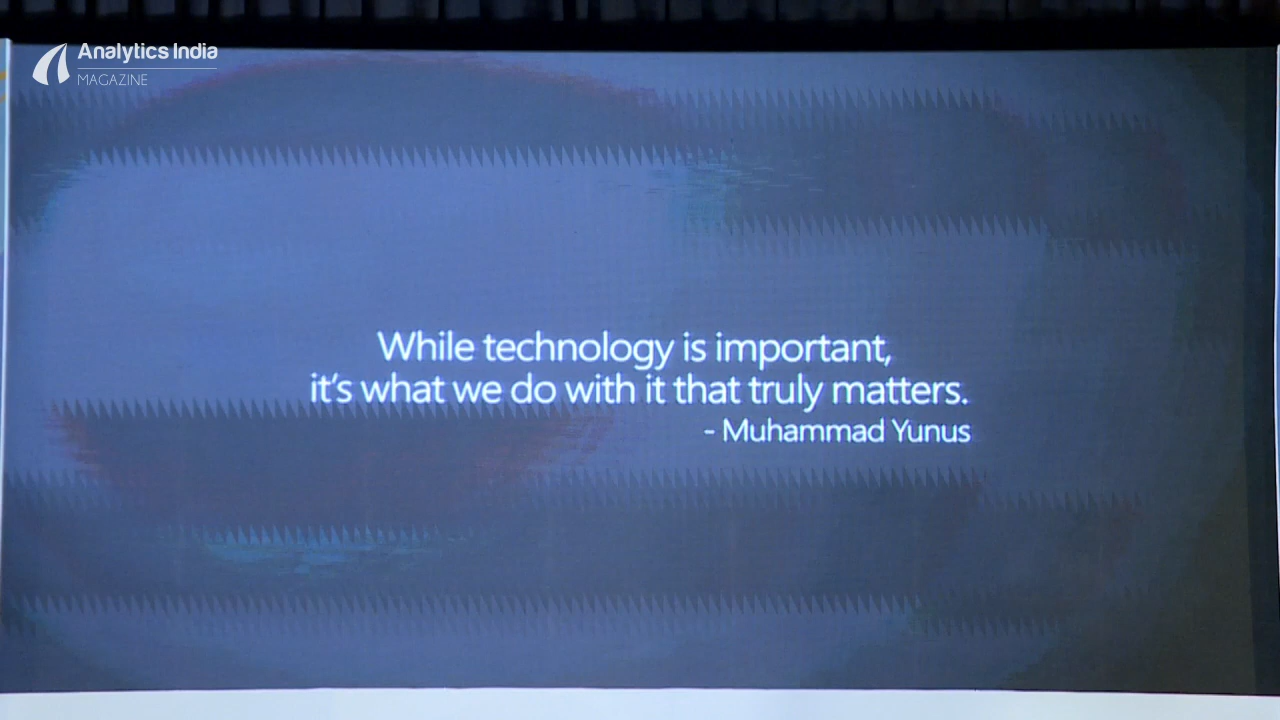 Analytics India
MAGAZINE
While technology is important,
it's what we do with it that truly matters.
- Muhammad Yunus